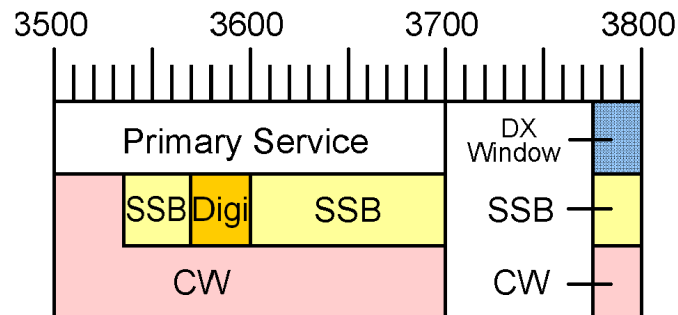 3500 3600 3700 3800
Primary Service
DX
Window
SSB Digi SSB SSB
CW CW